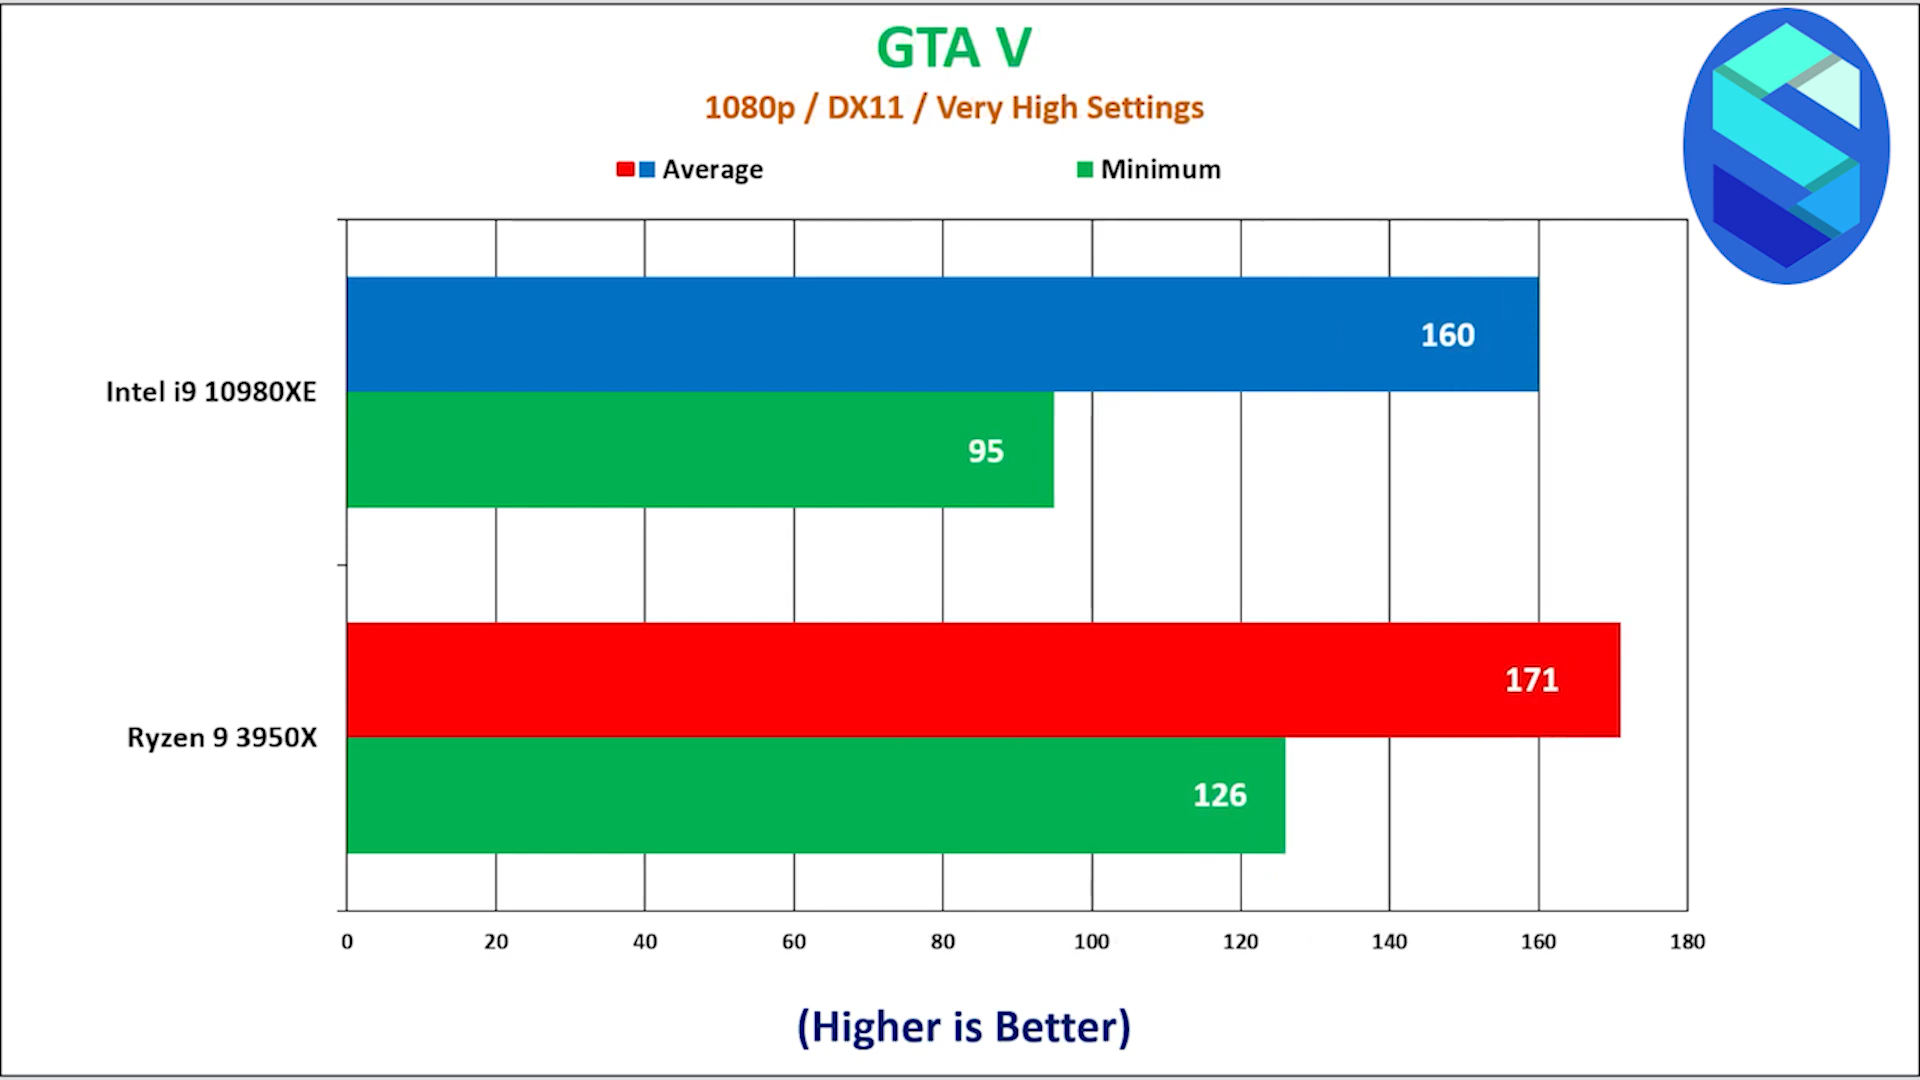 GTA V
1080p / DX11 / Very High Settings
Average
Minimum
160
Intel i9 10980XE
95
171
Ryzen 9 3950X
126
0 20 40 60 80 100 120 140 160 180
(Higher is Better)